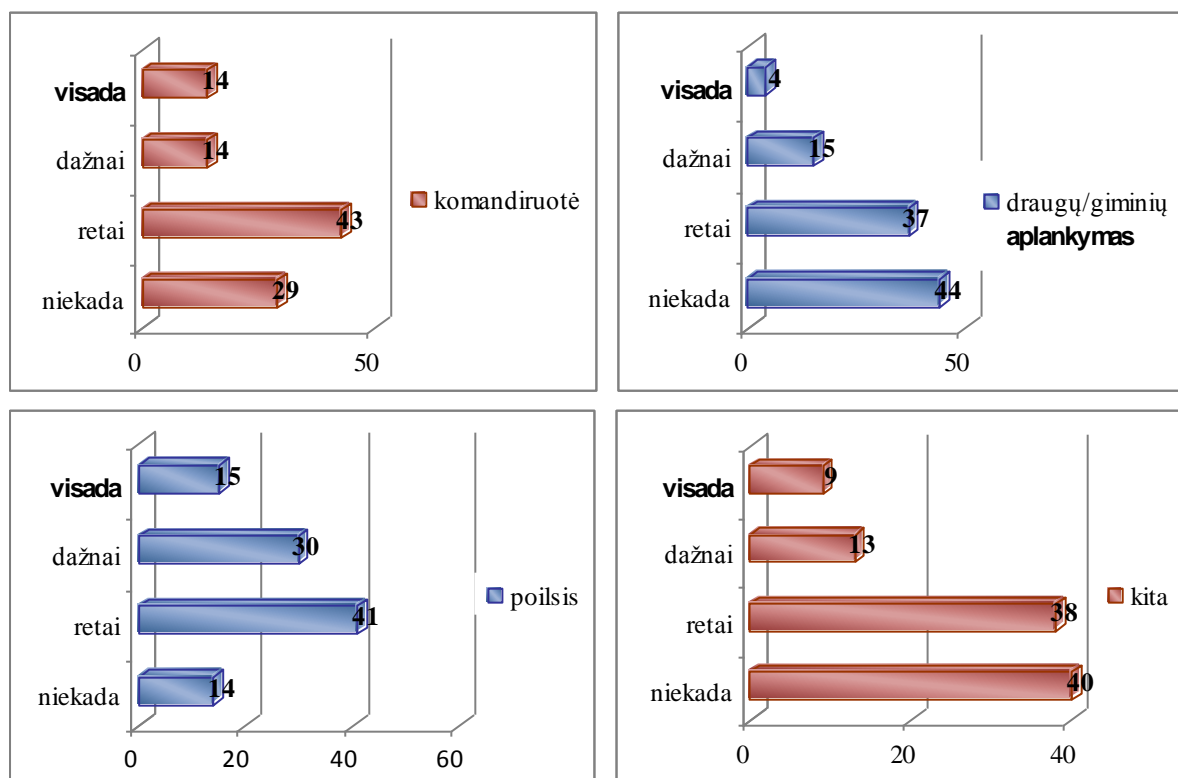 visada
14
dažnai
14
retai
43
niekada
29
0 50
komandiruotė
visada
4
dažnai
15
retai
37
niekada
44
0 50
draugų/giminių
aplankymas
visada
15
dažnai
30
retai
41
niekada
14
0 20 40 60
poilsis
visada
9
dažnai
13
retai
38
niekada
40
0 20 40
kita